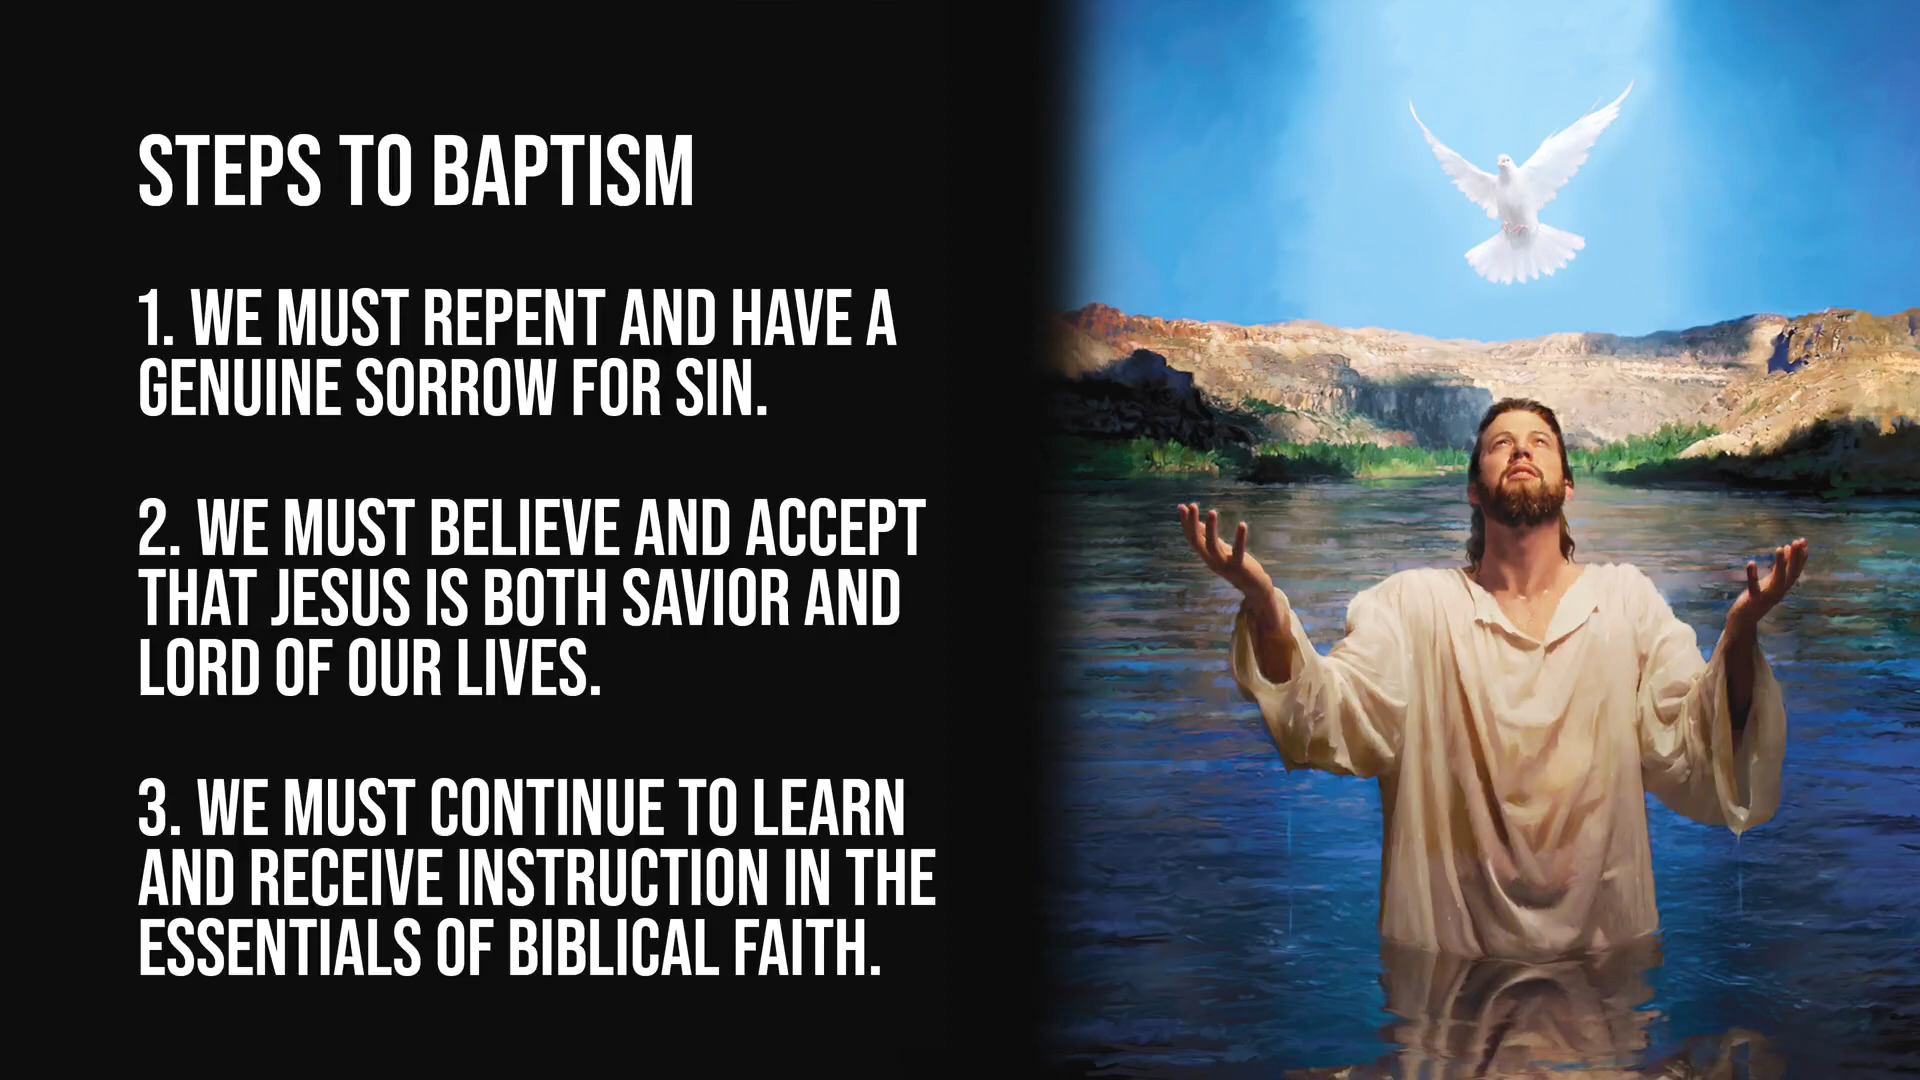 STEPS TO BAPTISM
1. WE MUST REPENT AND HAVE A
GENUINE SORROW FOR SIN.
2. WE MUST BELIEVE AND ACCEPT
THAT JESUS IS BOTH SAVIOR AND
LORD OF OUR LIVES.
3. WE MUST CONTINUE TO LEARN
AND RECEIVE INSTRUCTION IN THE
ESSENTIALS OF BIBLICAL FAITH.